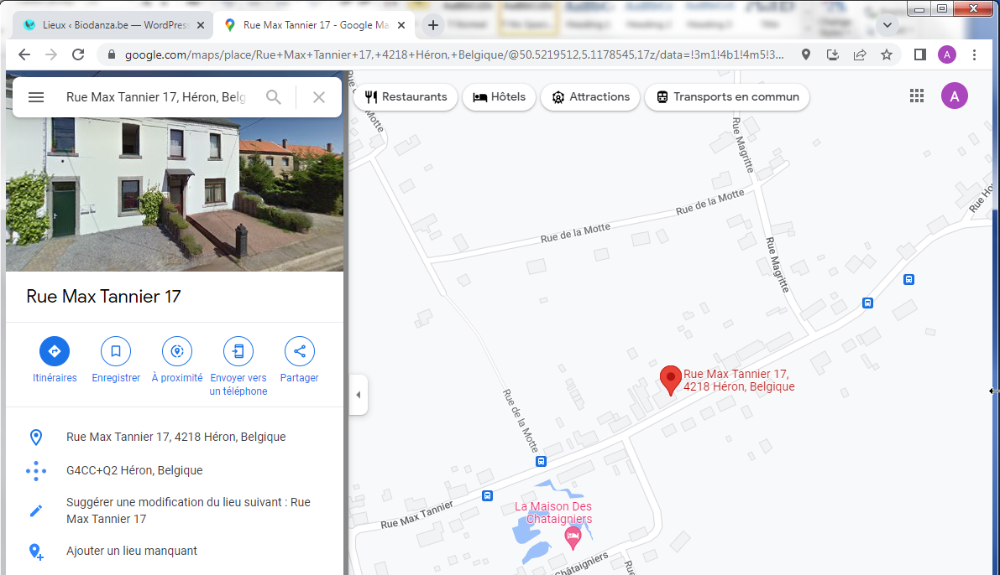 Lieux ‹ Biodanza.be — WordPres
Rue Max Tannier 17 - Google Ma
google.com/maps/place/Rue+Max+Tannier+17,+4218+Héron,+Belgique/@50.5219512,5.1178545,17z/data=!3m1!4b1!4m5!3...
A
Rue Max Tannier 17, Héron, Belg
Restaurants
Hôtels
Attractions
Transports en commun
A
Rue Max Tannier 17
Itinéraires
Enregistrer
À proximité
Envoyer vers
un téléphone
Partager
Rue Max Tannier 17, 4218 Héron, Belgique
G4CC+Q2 Héron, Belgique
Suggérer une modification du lieu suivant : Rue
Max Tannier 17
Ajouter un lieu manquant
Motte
Rue Magritte
Rue de la Motte
Rue de la Motte
Rue Magritte
Rue Ho
Rue Max Tannier 17,
4218 Héron, Belgique
Rue de la Motte
Rue Max Tannier
La Maison Des
Chataigniers
Châtaigniers
Rue